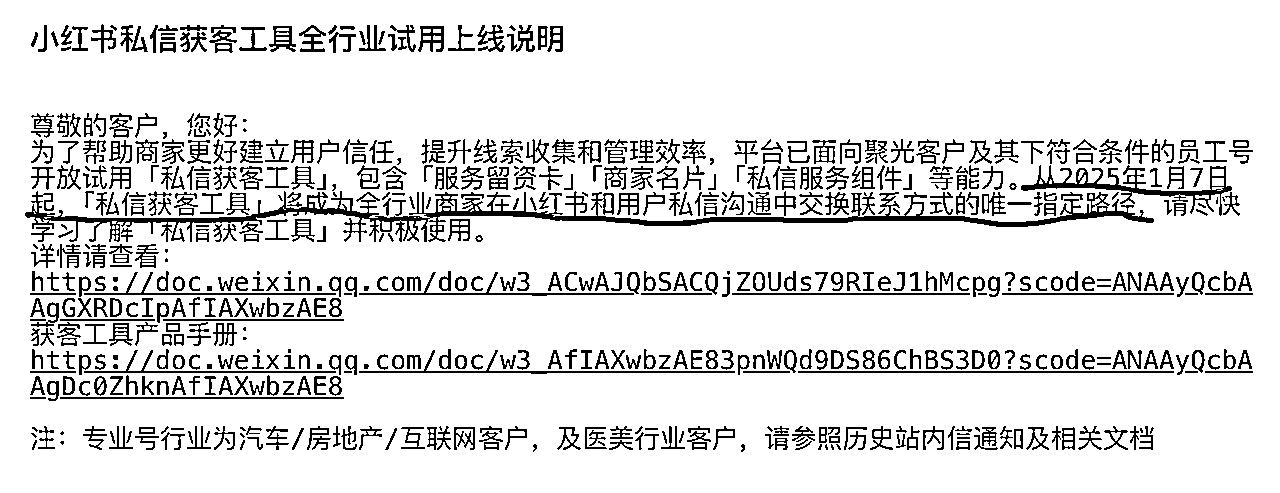 小红书私信获客工具全行业试用上线说明
尊敬的客户，您好：
为了帮助商家更好建立用户信任，提升线索收集和管理效率，平台已面向聚光客户及其下符合条件的员工号
开放试用「私信获客工具」，包含「服务留资卡」「商家名片」「私信服务组件」等能力。从2025年1月7日
起，「私信获客工具」将成为全行业商家在小红书和用户私信沟通中交换联系方式的唯一指定路径，请尽快
学习了解「私信获客工具」并积极使用。
详情请查看：
https://doc.weixin.qq.com/doc/w3_ACwAJQbSACQjZOUds79RIeJ1hMcpg?scode=ANAAyQcbA
AgGXRDcIpAfIAXwbzAE8
获客工具产品手册：
https://doc.weixin.qq.com/doc/w3_AfIAXwbzAE83pnWQd9DS86ChBS3D0?scode=ANAAyQcbA
AgDc0ZhknAfIAXwbzAE8
注：专业号行业为汽车/房地产/互联网客户，及医美行业客户，请参照历史站内信通知及相关文档